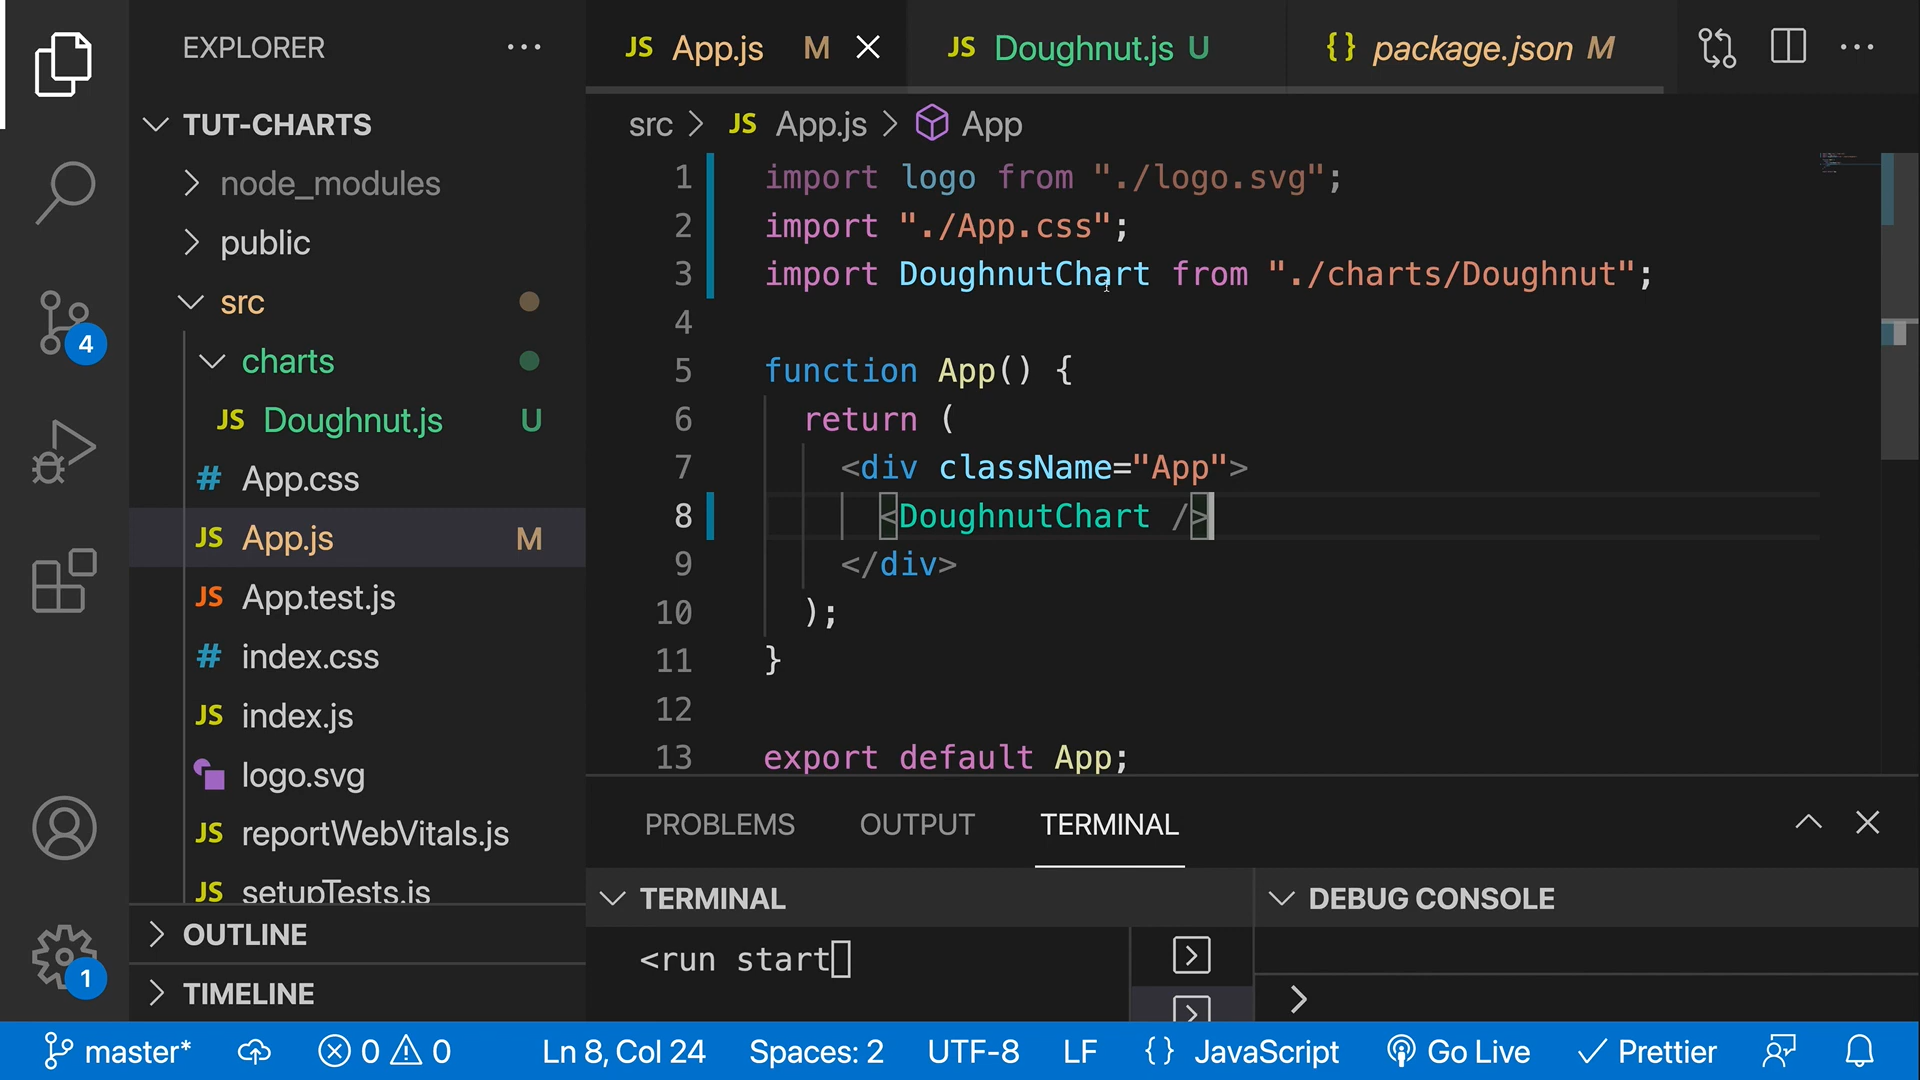 EXPLORER
TUT-CHARTS
node_modules
public
src
charts
JS Doughnut.js U
# App.css
JS App.js M
JS App.test.js
# index.css
JS index.js
logo.svg
JS reportWebVitals.js
JS setupTests.js
OUTLINE
TIMELINE
4
1
JS App.js M
JS Doughnut.js U
{} package.json M
src > JS App.js > App
1 import logo from "./logo.svg";
2 import "./App.css";
3 import DoughnutChart from "./charts/Doughnut";
4
5 function App() {
6 return (
7 <div className="App">
8 <DoughnutChart />
9 </div>
10 );
11 }
12
13 export default App;
PROBLEMS OUTPUT TERMINAL
TERMINAL
<run start
DEBUG CONSOLE
>
master* 0 0 Ln 8, Col 24 Spaces: 2 UTF-8 LF {} JavaScript Go Live Prettier